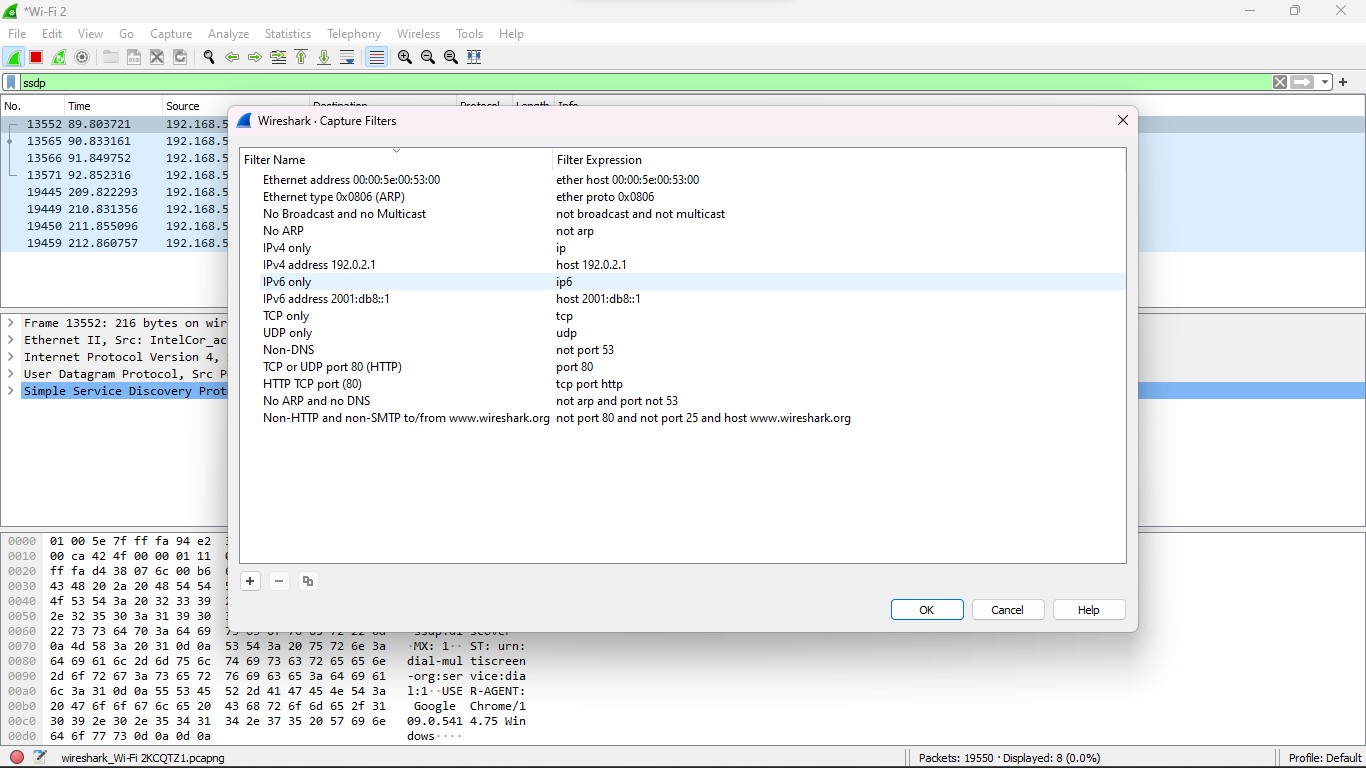 *Wi-Fi 2
File Edit View Go Capture Analyze Statistics Telephony Wireless Tools Help
ssdp
No. Time Source Destination Protocol Length Info
13552 89.803721 192.168.5
13565 90.833161 192.168.5
13566 91.849752 192.168.5
13571 92.852316 192.168.5
19445 209.822293 192.168.5
19449 210.831356 192.168.5
19450 211.855096 192.168.5
19459 212.860757 192.168.5
Wireshark · Capture Filters
Filter Name Filter Expression
Ethernet address 00:00:5e:00:53:00 ether host 00:00:5e:00:53:00
Ethernet type 0x0806 (ARP) ether proto 0x0806
No Broadcast and no Multicast not broadcast and not multicast
No ARP not arp
IPv4 only ip
IPv4 address 192.0.2.1 host 192.0.2.1
IPv6 only ip6
IPv6 address 2001:db8::1 host 2001:db8::1
TCP only tcp
UDP only udp
Non-DNS not port 53
TCP or UDP port 80 (HTTP) port 80
HTTP TCP port (80) tcp port http
No ARP and no DNS not arp and port not 53
Non-HTTP and non-SMTP to/from www.wireshark.org not port 80 and not port 25 and host www.wireshark.org
OK Cancel Help
Frame 13552: 216 bytes on wir
Ethernet II, Src: IntelCor_ac
Internet Protocol Version 4,
User Datagram Protocol, Src P
Simple Service Discovery Prot
0000 01 00 5e 7f ff fa 94 e2
0010 00 ca 42 4f 00 00 01 11
0020 ff fa d4 38 07 6c 00 b6
0030 43 48 20 2a 20 48 54 54
0040 4f 53 54 3a 20 32 33 39
0050 2e 32 35 30 3a 31 39 30
0060 22 73 73 64 70 3a 64 69
0070 0a 4d 58 3a 20 31 0d 0a 53 54 3a 20 75 72 6e 3a ·MX: 1·· ST: urn:
0080 64 69 61 6c 2d 6d 75 6c 74 69 73 63 72 65 65 6e dial-mul tiscreen
0090 2d 6f 72 67 3a 73 65 72 76 69 63 65 3a 64 69 61 -org:ser vice:dia
00a0 6c 3a 31 0d 0a 55 53 45 52 2d 41 47 45 4e 54 3a l:1··USE R-AGENT:
00b0 20 47 6f 6f 67 6c 65 20 43 68 72 6f 6d 65 2f 31 Google Chrome/1
00c0 30 39 2e 30 2e 35 34 31 34 2e 37 35 20 57 69 6e 09.0.541 4.75 Win
00d0 64 6f 77 73 0d 0a 0d 0a dows····
wireshark_Wi-Fi 2KCQTZ1.pcapng Packets: 19550 · Displayed: 8 (0.0%) Profile: Default